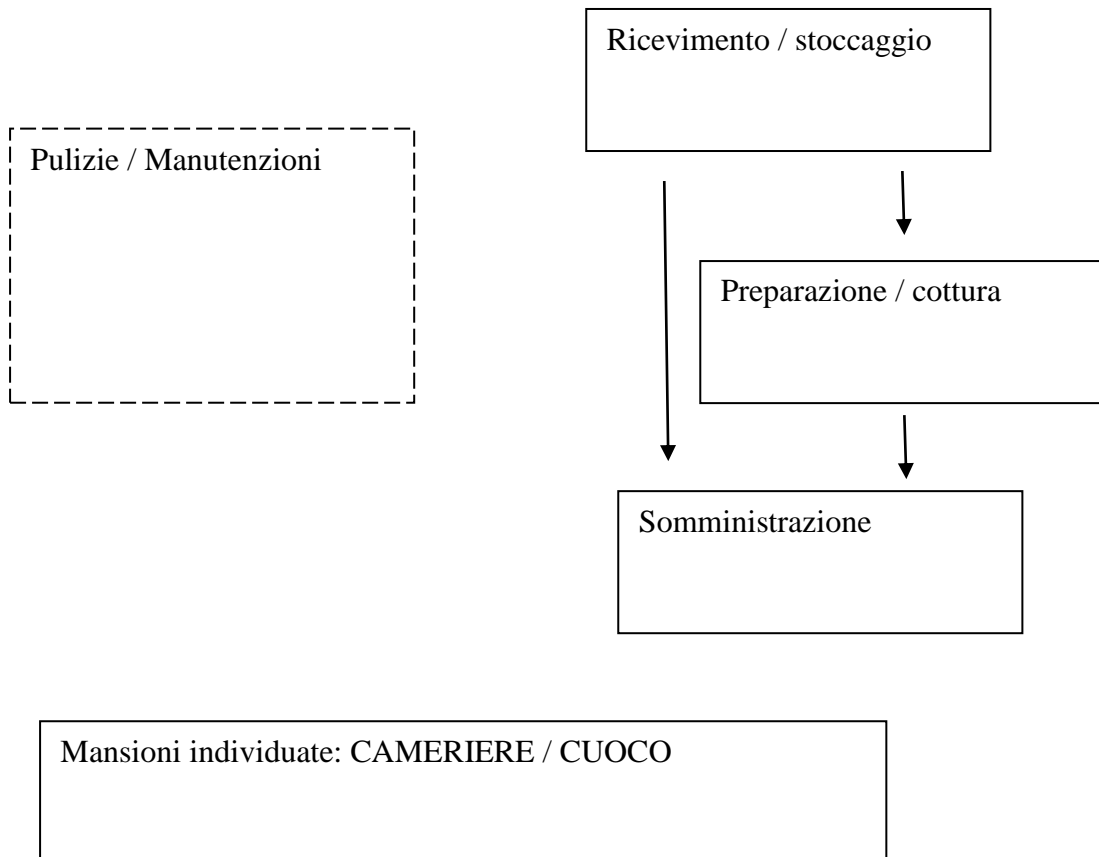 Ricevimento / stoccaggio
Pulizie / Manutenzioni
Preparazione / cottura
Somministrazione
Mansioni individuate: CAMERIERE / CUOCO